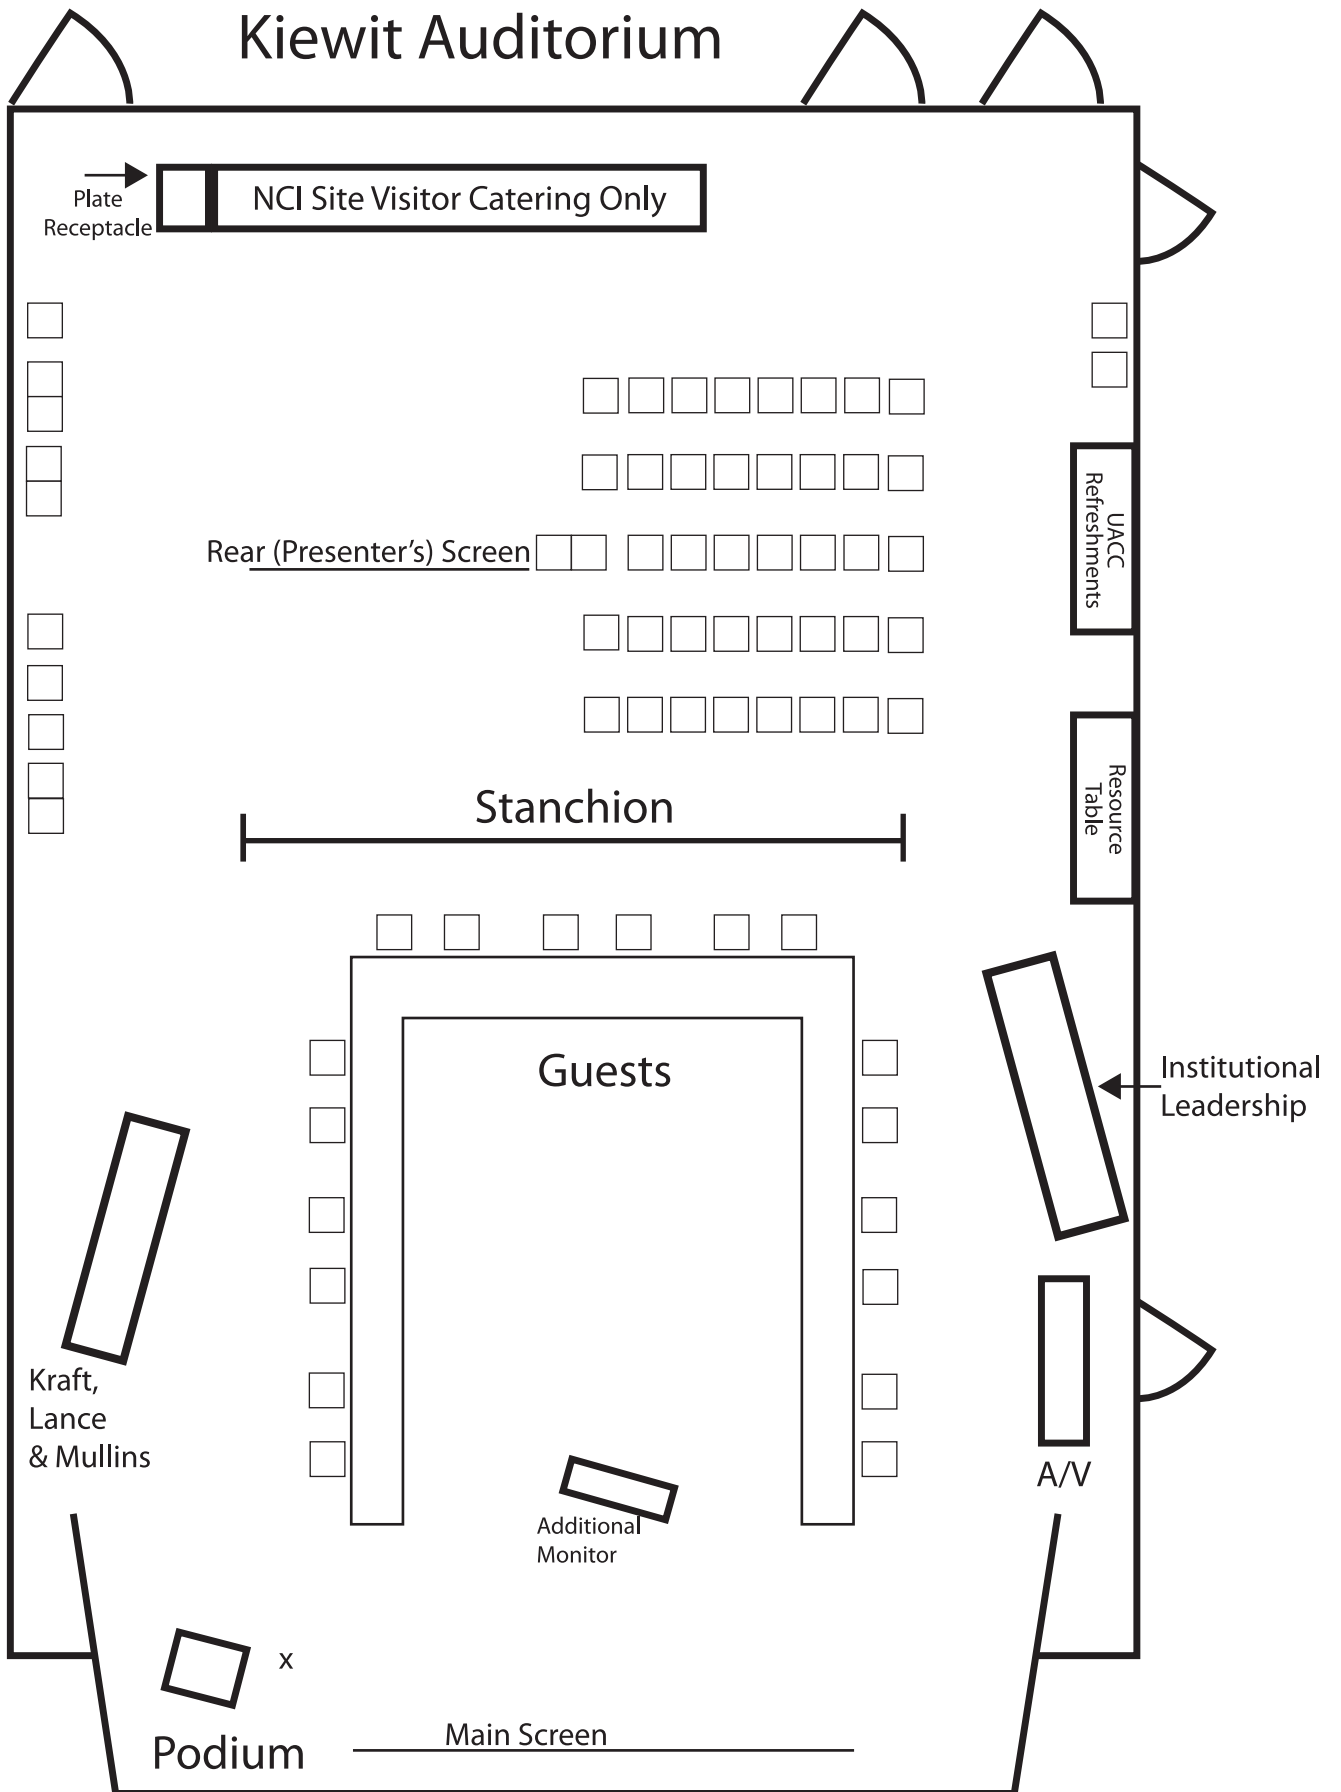 Kiewit Auditorium
Plate
Receptacle
NCI Site Visitor Catering Only
UACC
Refreshments
Rear (Presenter’s) Screen
Resource
Table
Stanchion
Guests
Institutional
Leadership
Kraft,
Lance
& Mullins
A/V
Additional
Monitor
x
Podium
Main Screen